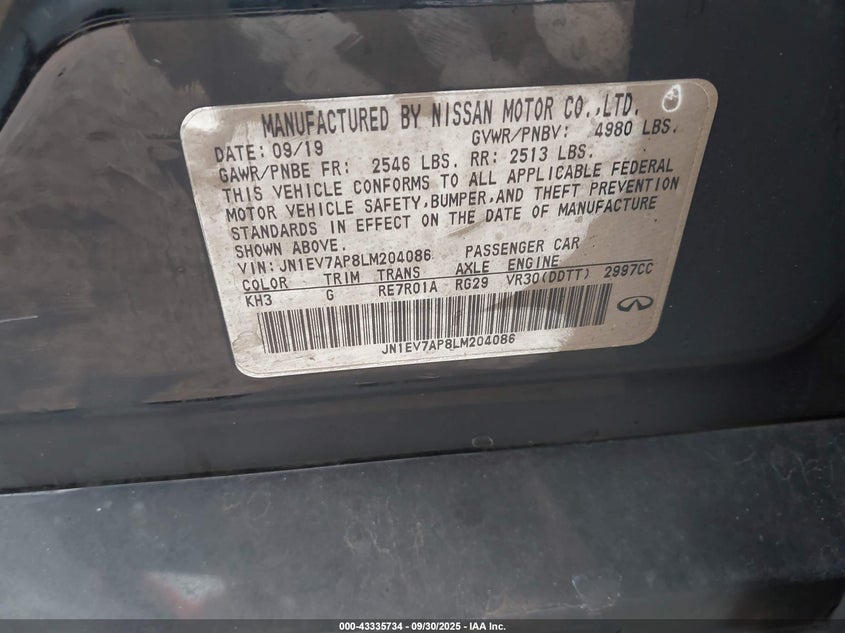 MANUFACTURED BY NISSAN MOTOR CO.,LTD.
DATE: 09/19 GVWR/PNBV: 4980 LBS.
GAWR/PNBE FR: 2546 LBS. RR: 2513 LBS.
THIS VEHICLE CONFORMS TO ALL APPLICABLE FEDERAL
MOTOR VEHICLE SAFETY,BUMPER,AND THEFT PREVENTION
STANDARDS IN EFFECT ON THE DATE OF MANUFACTURE
SHOWN ABOVE.
VIN: JN1EV7AP8LM204086 PASSENGER CAR
COLOR TRIM TRANS AXLE ENGINE
KH3 G RE7R01A RG29 VR30(DDTT) 2997CC
JN1EV7AP8LM204086
000-43335734 - 09/30/2025 - IAA Inc.